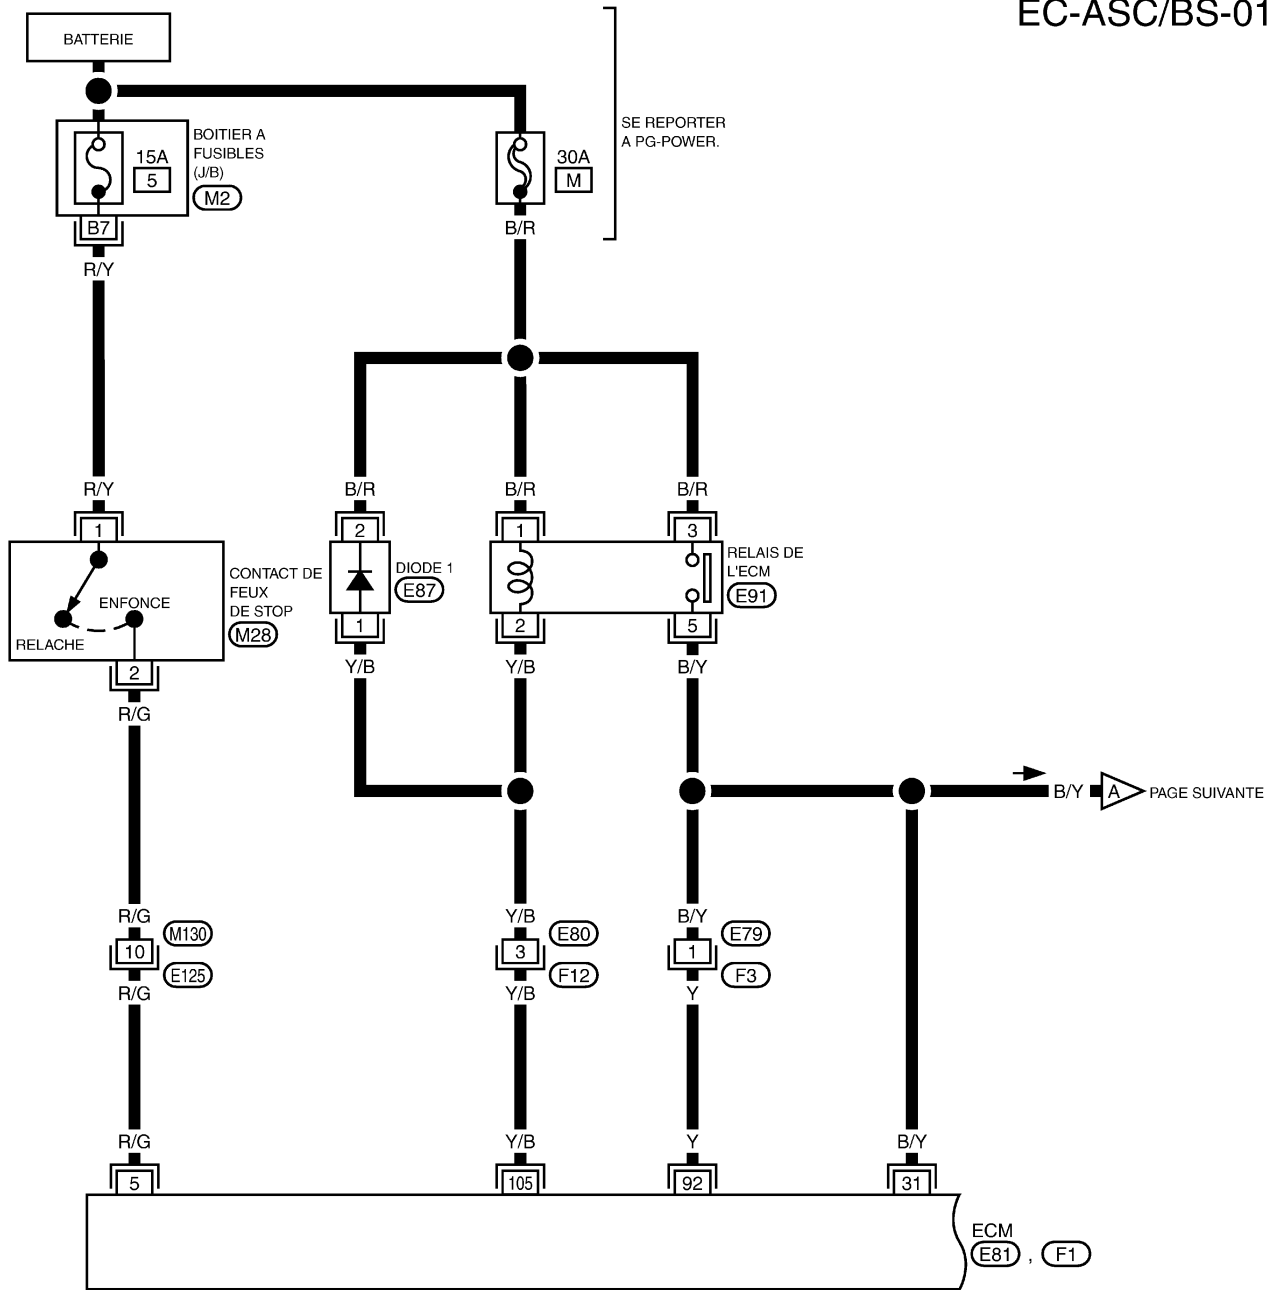 EC-ASC/BS-01
BATTERIE
BOITIER A
FUSIBLES
(J/B)
M2
15A
5
30A
M
SE REPORTER
A PG-POWER.
B7
B/R
R/Y
R/Y
B/R
B/R
B/R
1
2
1
3
CONTACT DE
FEUX
DE STOP
M28
ENFONCE
RELACHE
DIODE 1
E87
RELAIS DE
L'ECM
E91
2
1
2
5
R/G
Y/B
Y/B
B/Y
B/Y
A
PAGE SUIVANTE
R/G
Y/B
B/Y
M130
E80
E79
10
3
1
E125
F12
F3
R/G
Y/B
Y
R/G
Y/B
Y
B/Y
5
105
92
31
ECM
E81 , F1